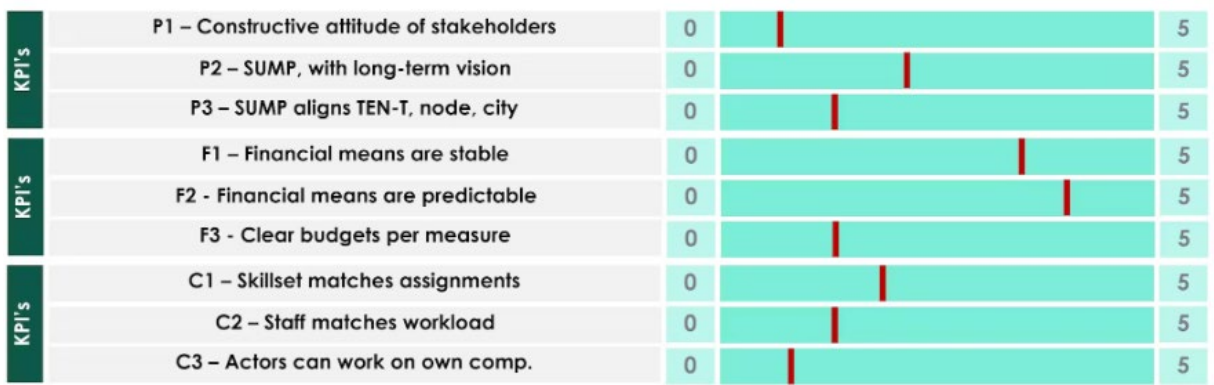 KPI's
P1 – Constructive attitude of stakeholders 0 5
P2 – SUMP, with long-term vision 0 5
P3 – SUMP aligns TEN-T, node, city 0 5
KPI's
F1 – Financial means are stable 0 5
F2 - Financial means are predictable 0 5
F3 - Clear budgets per measure 0 5
KPI's
C1 – Skillset matches assignments 0 5
C2 – Staff matches workload 0 5
C3 – Actors can work on own comp. 0 5